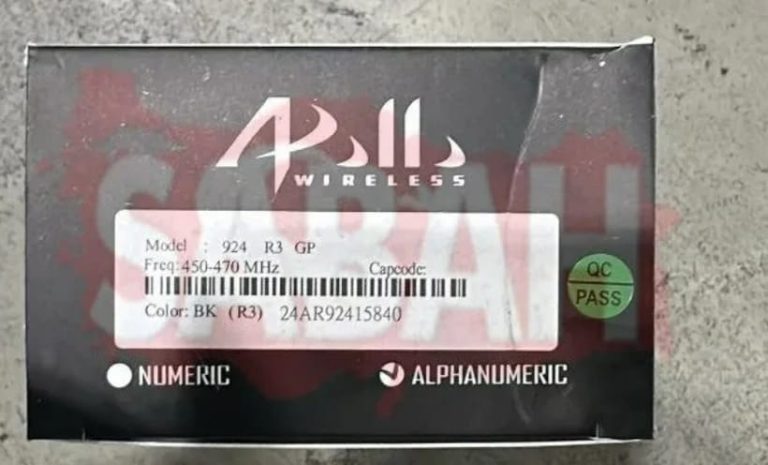 Apollo
WIRELESS
SABAH
Model : 924 R3 GP
Freq: 450-470 MHz Capcode:
Color: BK (R3) 24AR92415840
QC
PASS
NUMERIC
ALPHANUMERIC